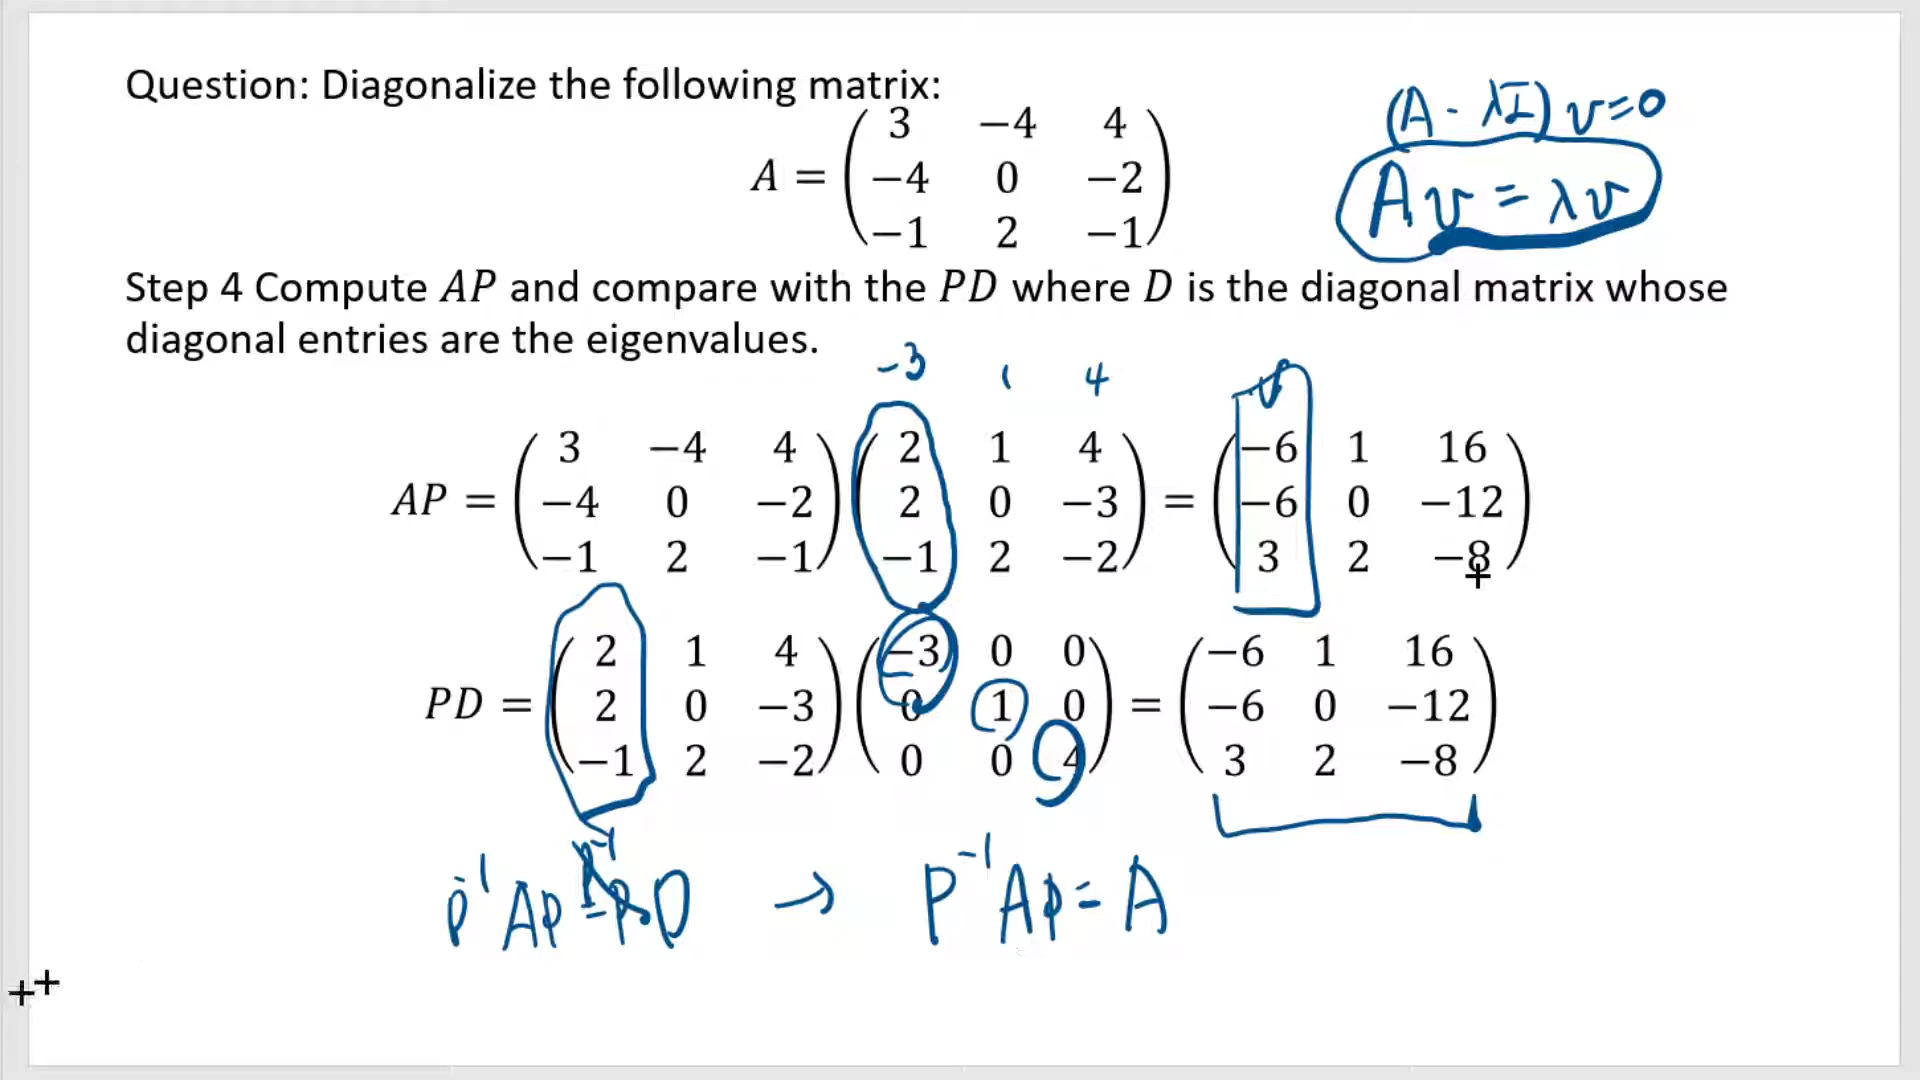 Question: Diagonalize the following matrix:
(A - λI) v=0
A = ( 3 −4 4
−4 0 −2
−1 2 −1 )
Av = λv
Step 4 Compute AP and compare with the PD where D is the diagonal matrix whose
diagonal entries are the eigenvalues.
-3 1 4 v
AP = ( 3 −4 4 ) ( 2 1 4 ) = ( −6 1 16 )
( −4 0 −2 ) ( 2 0 −3 ) ( −6 0 −12 )
( −1 2 −1 ) ( −1 2 −2 ) ( 3 2 −8 )
PD = ( 2 1 4 ) ( −3 0 0 ) = ( −6 1 16 )
( 2 0 −3 ) ( 0 1 0 ) ( −6 0 −12 )
( −1 2 −2 ) ( 0 0 4 ) ( 3 2 −8 )
P⁻¹ AP = P⁻¹ P D → P⁻¹ AP = A